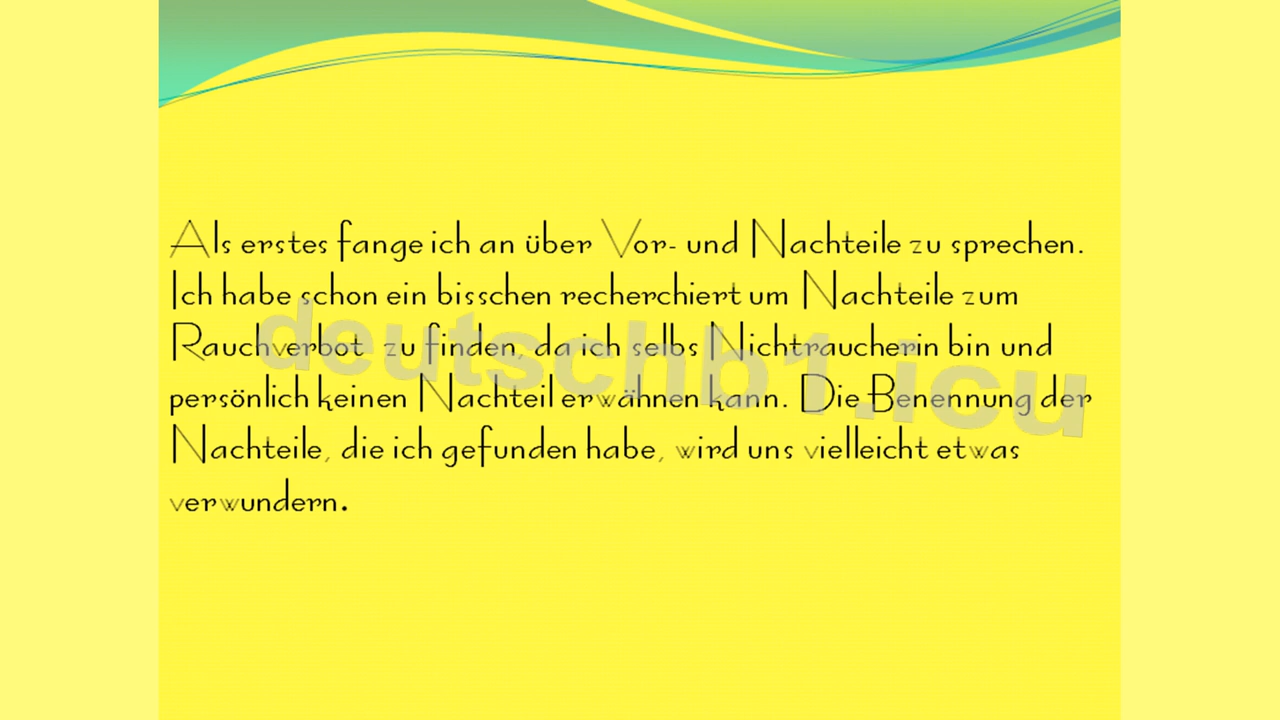 Als erstes fange ich an über Vor- und Nachteile zu sprechen.
Ich habe schon ein bisschen recherchiert um Nachteile zum
Rauchverbot zu finden, da ich selbs Nichtraucherin bin und
persönlich keinen Nachteil erwähnen kann. Die Benennung der
Nachteile, die ich gefunden habe, wird uns vielleicht etwas
verwundern.
deutschb1.icu